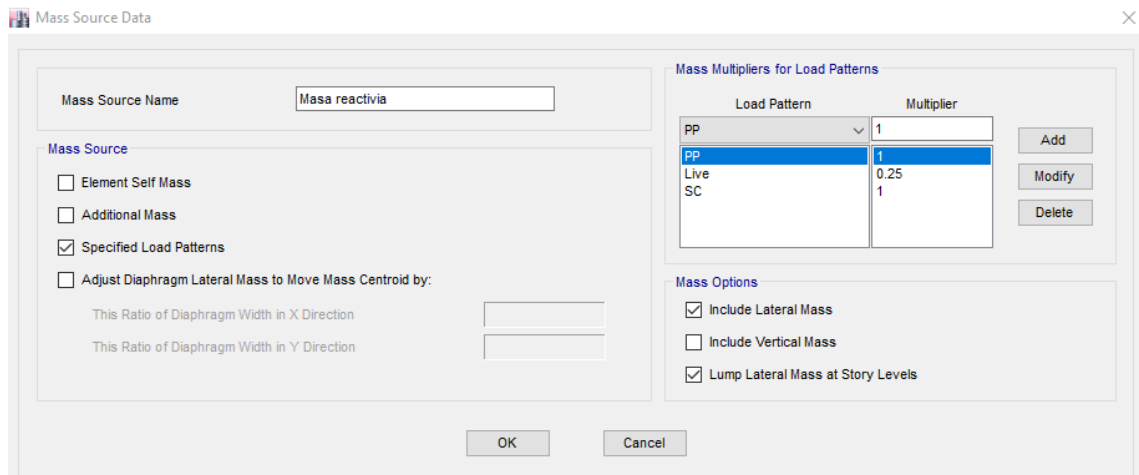 Mass Source Data
Mass Source Name
Masa reactivia
Mass Source
Element Self Mass
Additional Mass
Specified Load Patterns
Adjust Diaphragm Lateral Mass to Move Mass Centroid by:
This Ratio of Diaphragm Width in X Direction
This Ratio of Diaphragm Width in Y Direction
Mass Multipliers for Load Patterns
Load Pattern Multiplier
PP 1
PP 1
Live 0.25
SC 1
Add
Modify
Delete
Mass Options
Include Lateral Mass
Include Vertical Mass
Lump Lateral Mass at Story Levels
OK Cancel